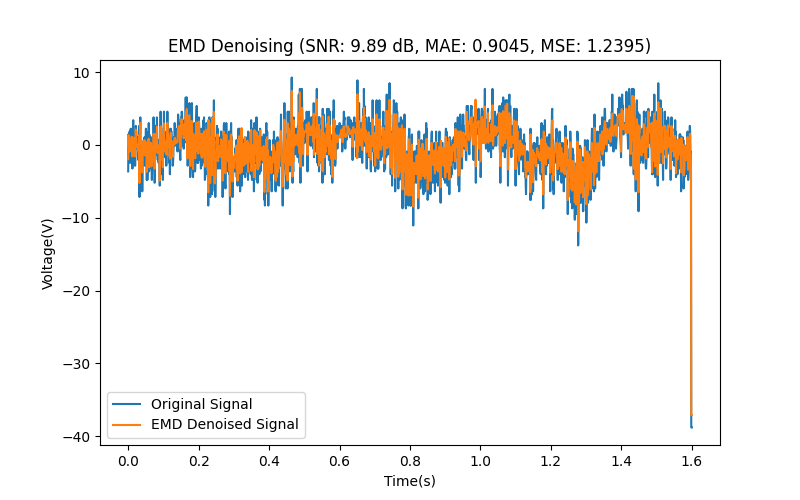 EMD Denoising (SNR: 9.89 dB, MAE: 0.9045, MSE: 1.2395)
10
0
−10
−20
−30
−40
Voltage(V)
Original Signal
EMD Denoised Signal
0.0 0.2 0.4 0.6 0.8 1.0 1.2 1.4 1.6
Time(s)